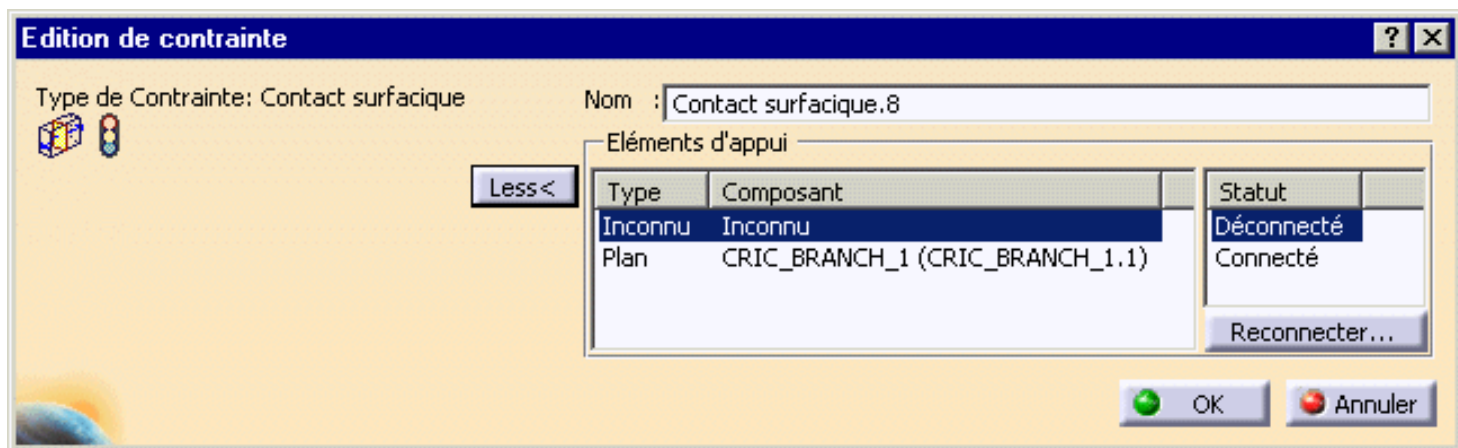 Edition de contrainte
Type de Contrainte: Contact surfacique
Nom : Contact surfacique.8
Eléments d'appui
Less<
Type Composant Statut
Inconnu Inconnu Déconnecté
Plan CRIC_BRANCH_1 (CRIC_BRANCH_1.1) Connecté
Reconnecter...
OK Annuler